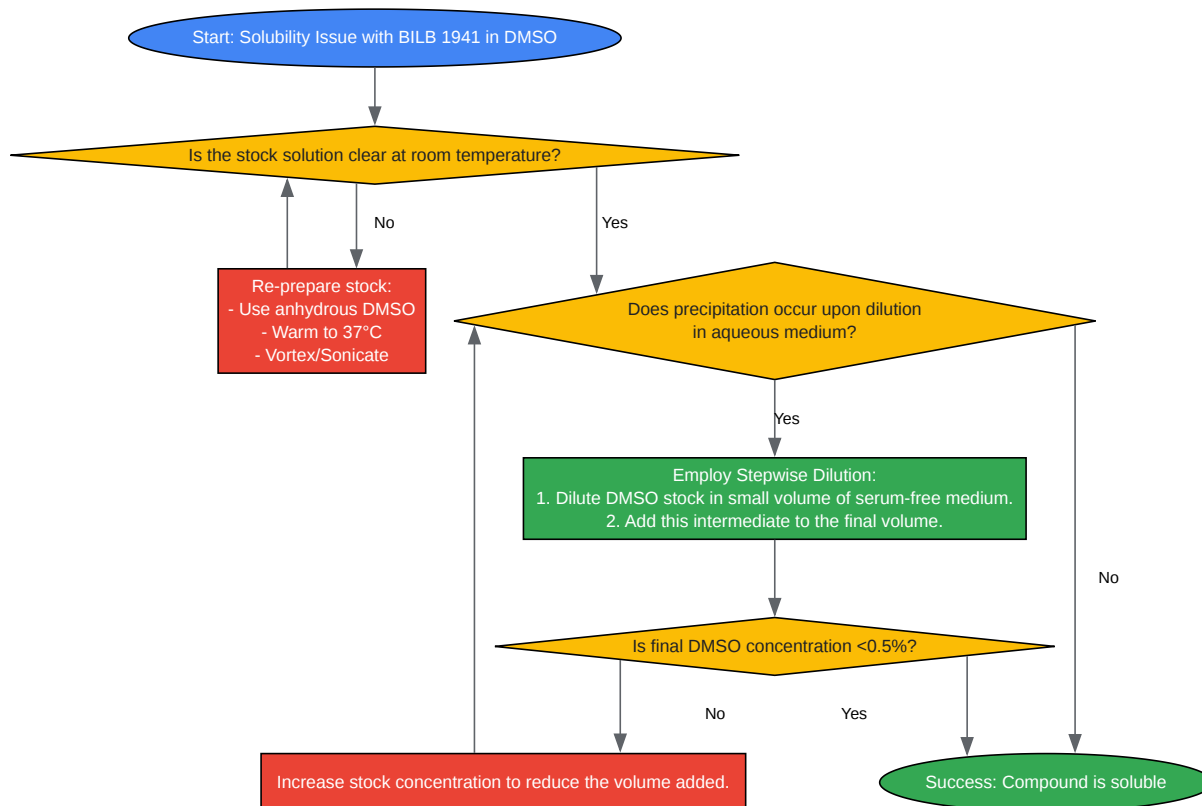 Start: Solubility Issue with BILB 1941 in DMSO
Is the stock solution clear at room temperature?
No
Yes
Re-prepare stock:
- Use anhydrous DMSO
- Warm to 37°C
- Vortex/Sonicate
Does precipitation occur upon dilution
in aqueous medium?
Yes
Employ Stepwise Dilution:
1. Dilute DMSO stock in small volume of serum-free medium.
2. Add this intermediate to the final volume.
No
Is final DMSO concentration <0.5%?
No
Yes
Increase stock concentration to reduce the volume added.
Success: Compound is soluble